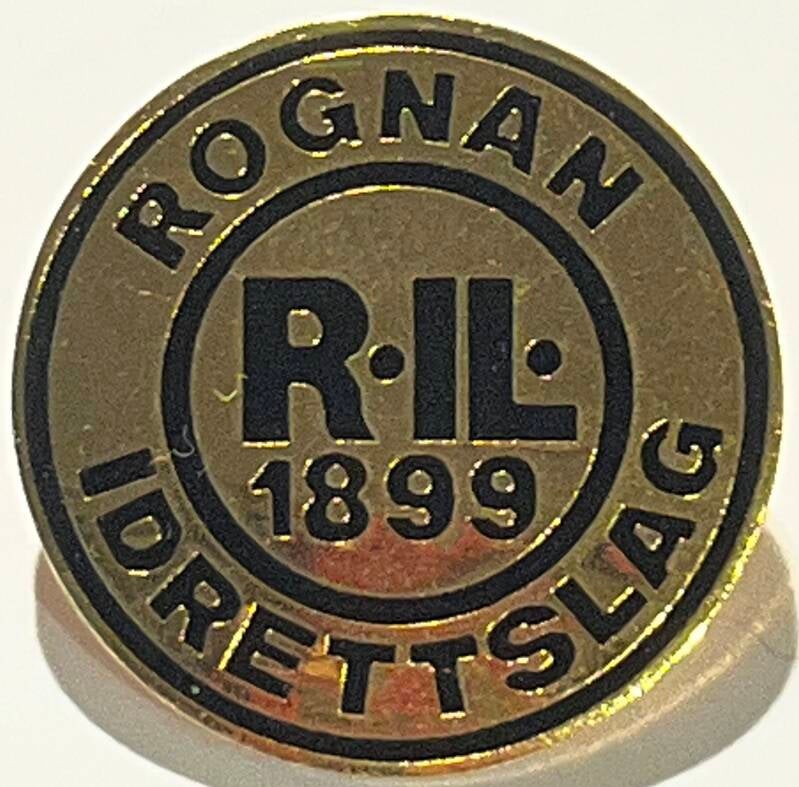 ROGNAN
R·IL·
1899
IDRETTSLAG